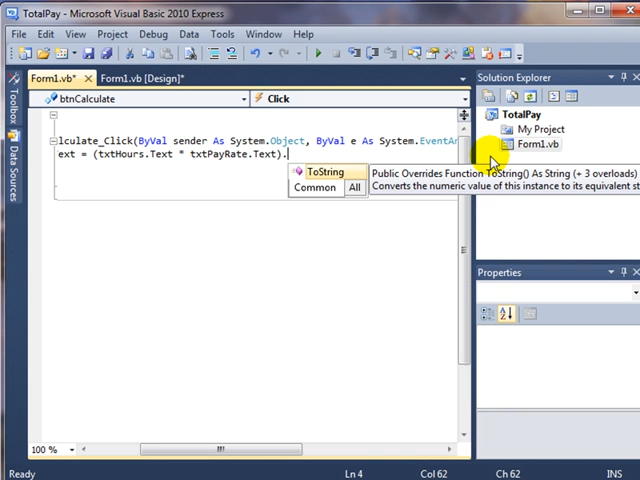 TotalPay - Microsoft Visual Basic 2010 Express
File Edit View Project Debug Data Tools Window Help
Form1.vb* Form1.vb [Design]*
Solution Explorer
btnCalculate Click
TotalPay
My Project
Form1.vb
Toolbox
Data Sources
lculate_Click(ByVal sender As System.Object, ByVal e As System.EventAr
ext = (txtHours.Text * txtPayRate.Text).
ToString
Common All
Public Overrides Function ToString() As String (+ 3 overloads)
Converts the numeric value of this instance to its equivalent st
Properties
100 %
Ready Ln 4 Col 62 Ch 62